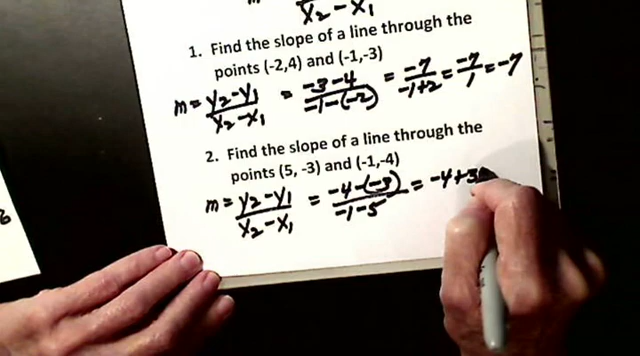 m
x₂-x₁
1. Find the slope of a line through the
points (-2,4) and (-1,-3)
m = y₂-y₁/x₂-x₁ = -3-4/-1-(-2) = -7/-1+2 = -7/1 = -7
2. Find the slope of a line through the
points (5, -3) and (-1,-4)
m = y₂-y₁/x₂-x₁ = -4-(-3)/-1-5 = -4+3